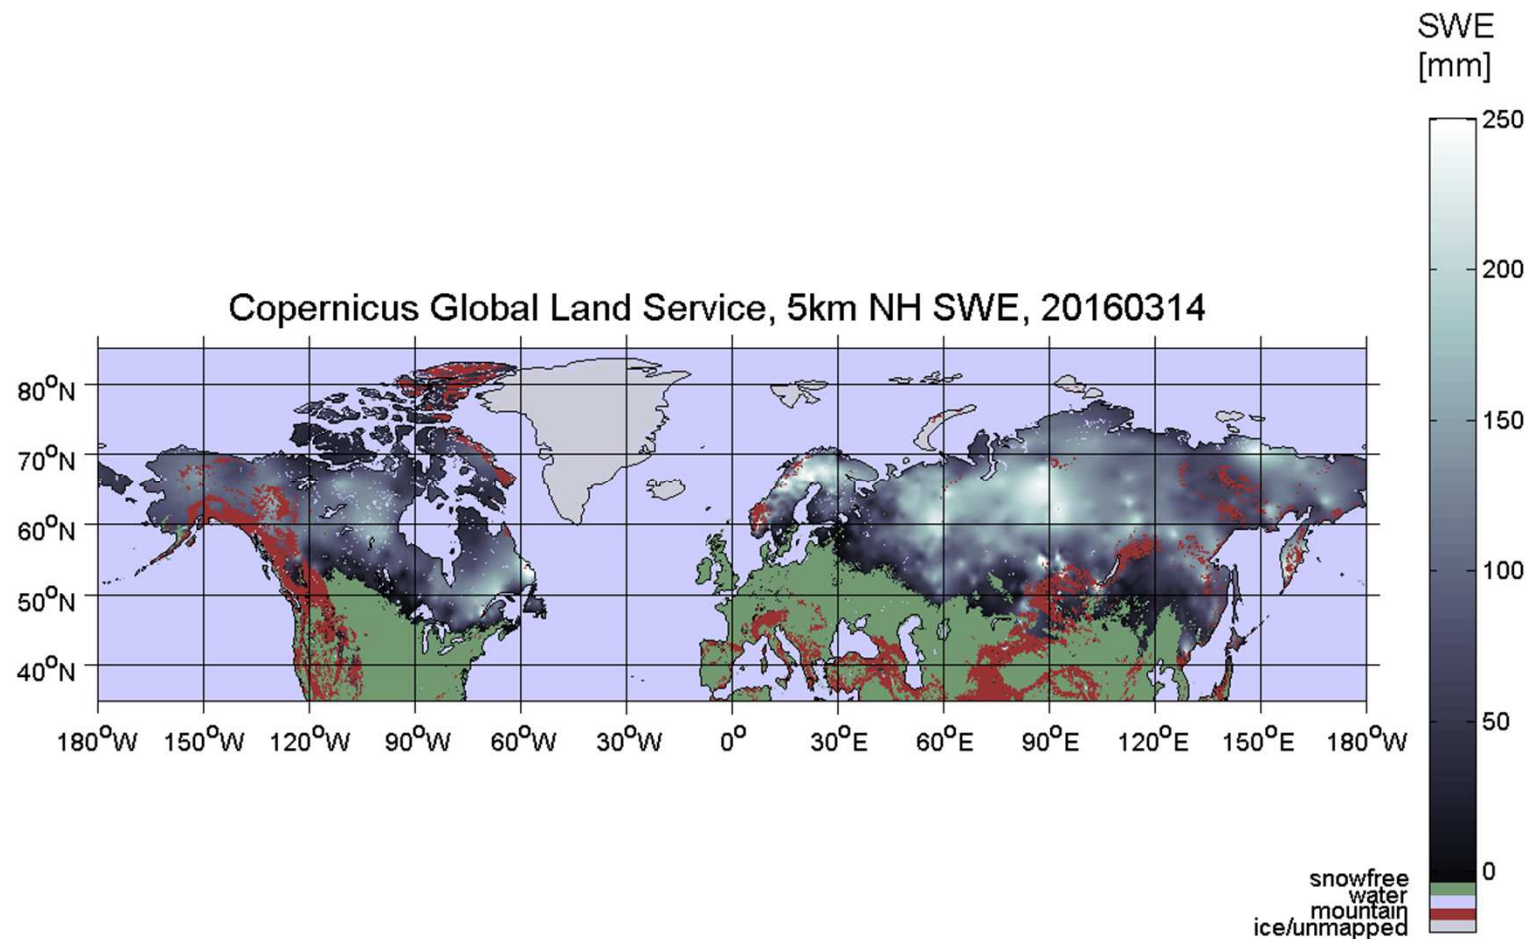 SWE
[mm]
250
200
150
100
50
0
snowfree
water
mountain
ice/unmapped
Copernicus Global Land Service, 5km NH SWE, 20160314
80°N
70°N
60°N
50°N
40°N
180°W 150°W 120°W 90°W 60°W 30°W 0° 30°E 60°E 90°E 120°E 150°E 180°W